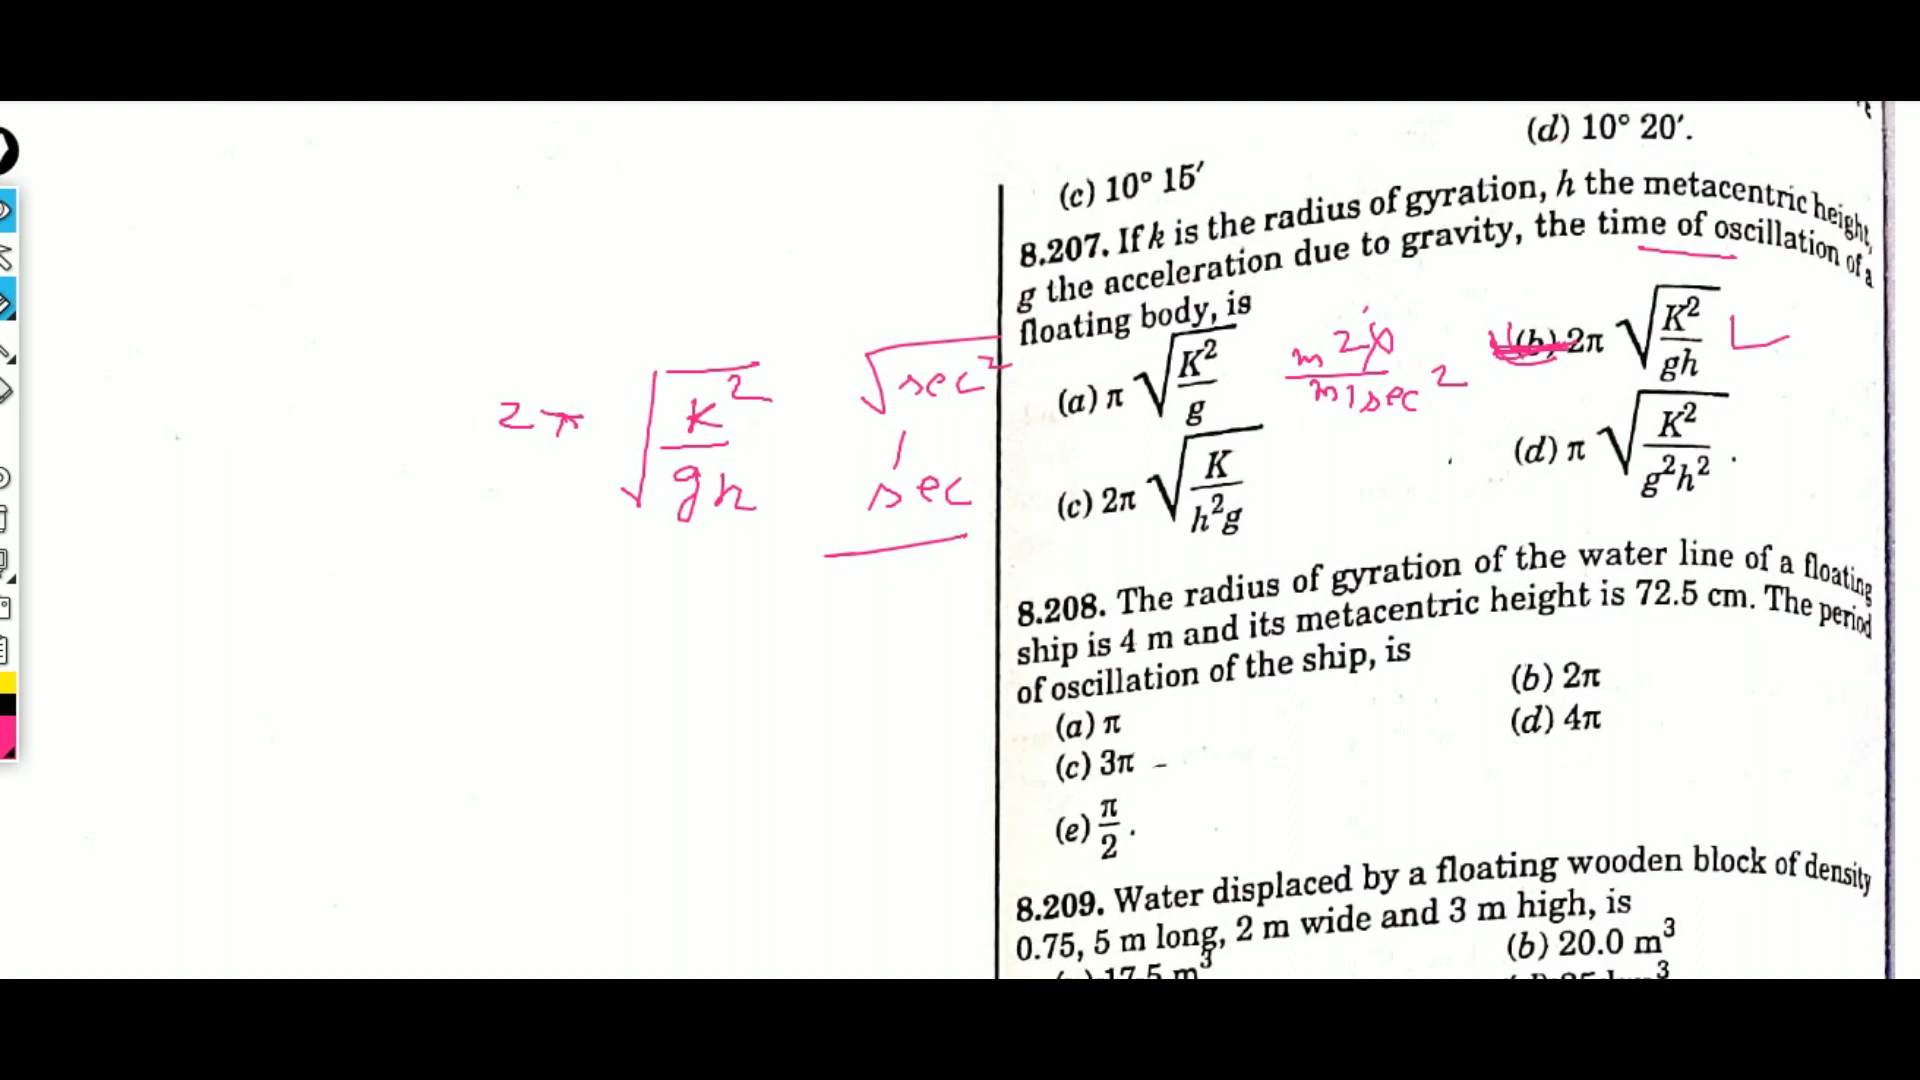 (d) 10° 20′.
(c) 10° 15′
8.207. If k is the radius of gyration, h the metacentric height,
g the acceleration due to gravity, the time of oscillation of a
floating body, is
(a) π √(K²/g)
m²
m/sec²
(b) 2π √(K²/gh)
(c) 2π √(K/h²g)
(d) π √(K²/g²h²) .
2π √(K²/gh)
√sec²
sec
8.208. The radius of gyration of the water line of a floating
ship is 4 m and its metacentric height is 72.5 cm. The period
of oscillation of the ship, is
(a) π
(b) 2π
(c) 3π
(d) 4π
(e) π/2 .
8.209. Water displaced by a floating wooden block of density
0.75, 5 m long, 2 m wide and 3 m high, is
17.5 m³
(b) 20.0 m³